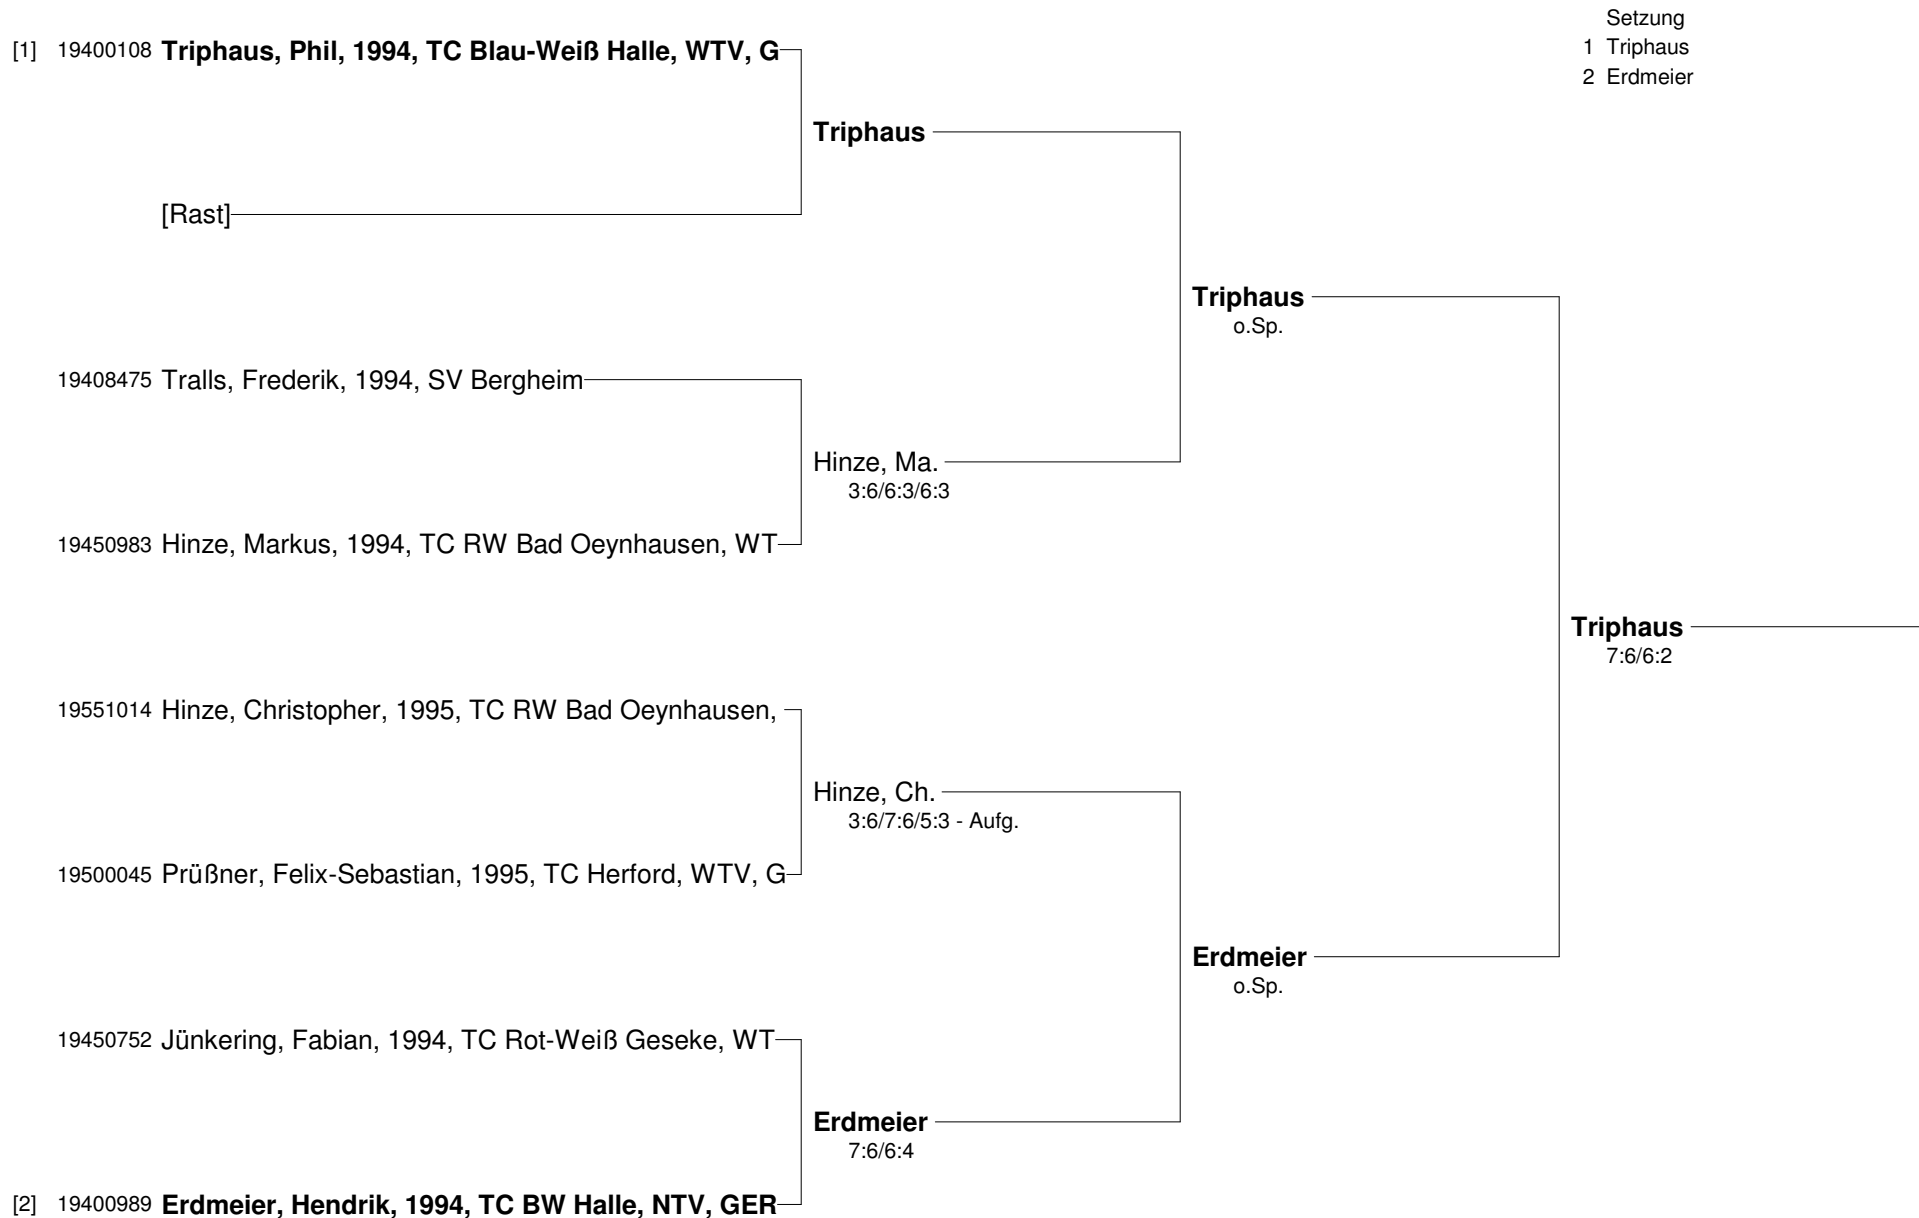 Setzung
1 Triphaus
2 Erdmeier
[1] 19400108 Triphaus, Phil, 1994, TC Blau-Weiß Halle, WTV, G
Triphaus
[Rast]
Triphaus
o.Sp.
19408475 Tralls, Frederik, 1994, SV Bergheim
Hinze, Ma.
3:6/6:3/6:3
19450983 Hinze, Markus, 1994, TC RW Bad Oeynhausen, WT
Triphaus
7:6/6:2
19551014 Hinze, Christopher, 1995, TC RW Bad Oeynhausen,
Hinze, Ch.
3:6/7:6/5:3 - Aufg.
19500045 Prüßner, Felix-Sebastian, 1995, TC Herford, WTV, G
Erdmeier
o.Sp.
19450752 Jünkering, Fabian, 1994, TC Rot-Weiß Geseke, WT
Erdmeier
7:6/6:4
[2] 19400989 Erdmeier, Hendrik, 1994, TC BW Halle, NTV, GER